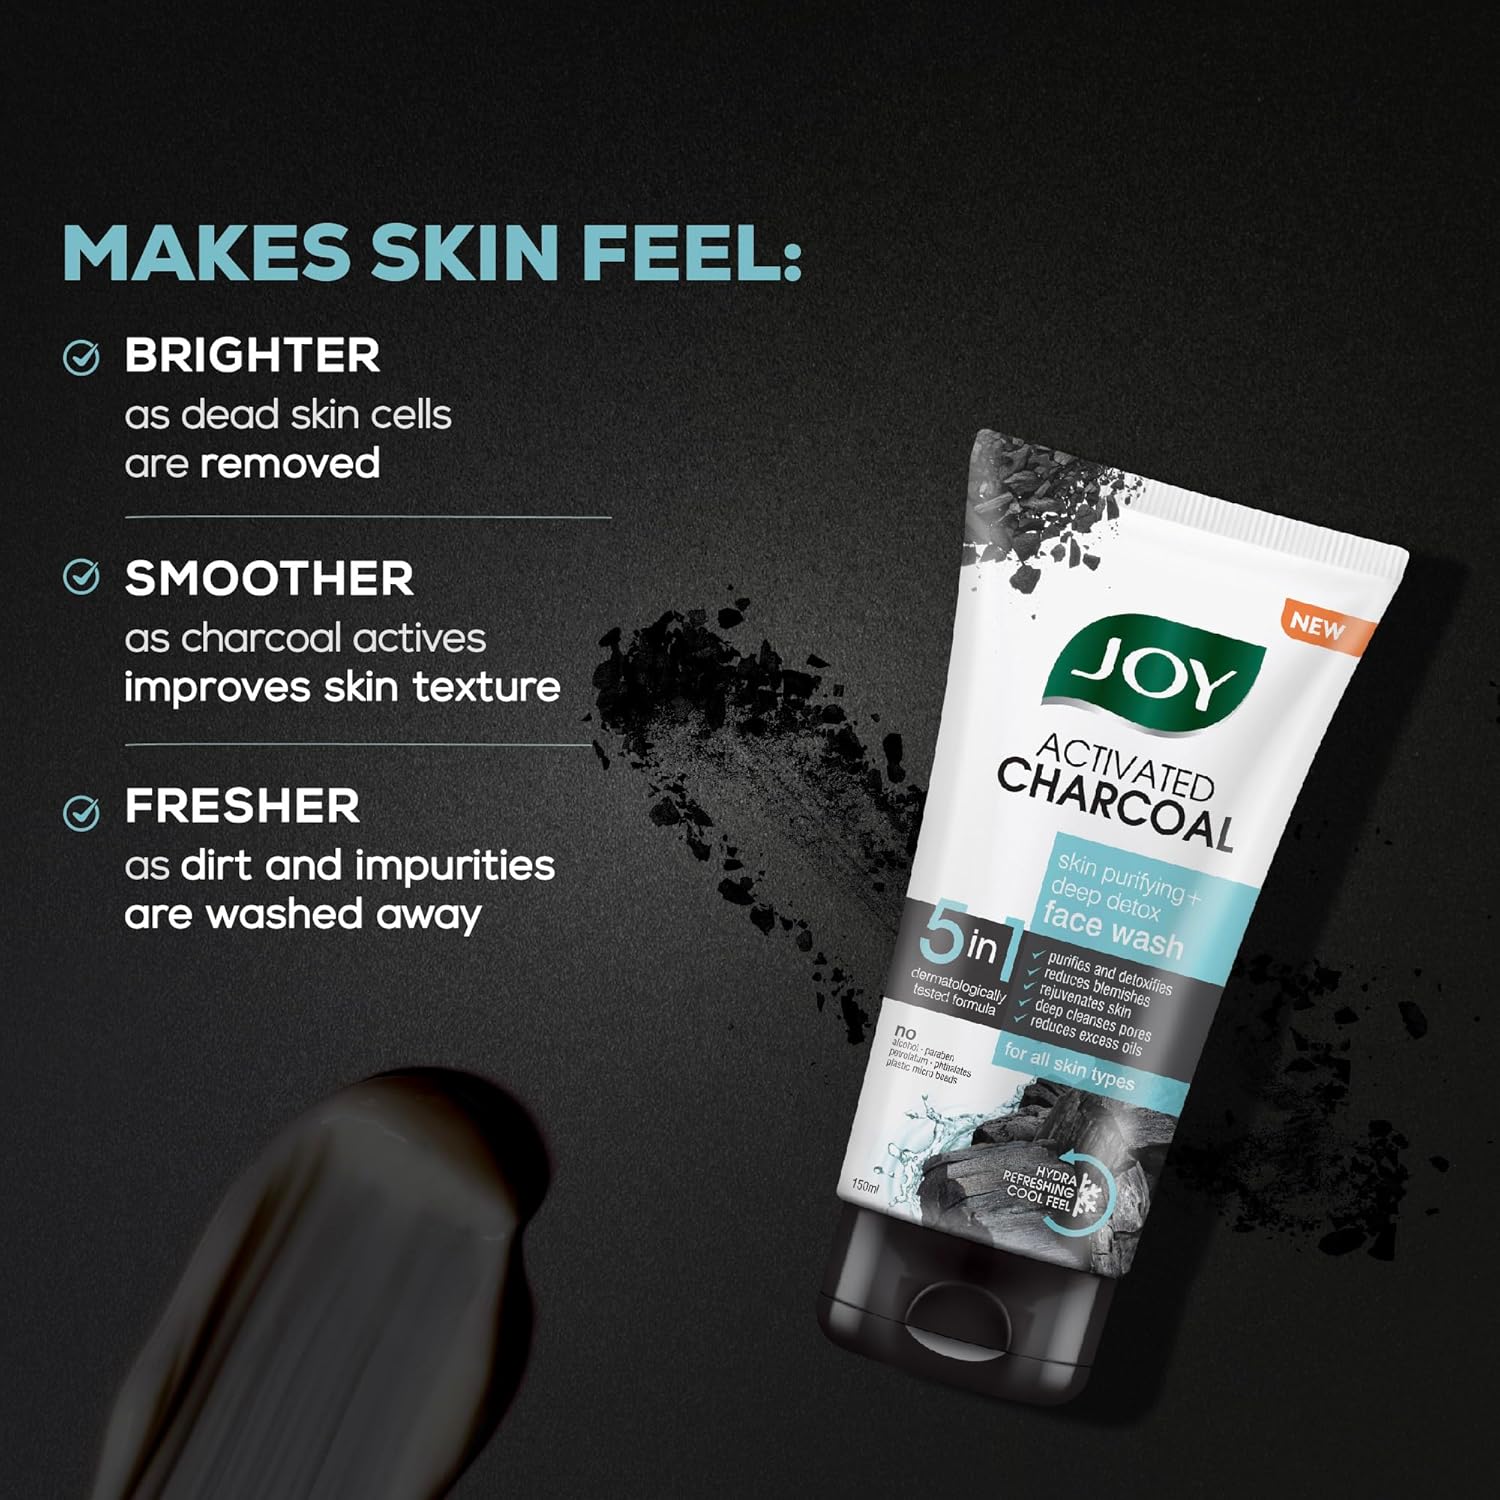 MAKES SKIN FEEL:
BRIGHTER
as dead skin cells
are removed
SMOOTHER
as charcoal actives
improves skin texture
FRESHER
as dirt and impurities
are washed away
NEW
JOY
ACTIVATED
CHARCOAL
skin purifying+
deep detox
face wash
5in1
dermatologically
tested formula
purifies and detoxifies
reduces blemishes
rejuvenates skin
deep cleanses pores
reduces excess oils
for all skin types
no
alcohol - paraben
petrolatum - phthalates
plastic micro beads
HYDRA
REFRESHING
COOL FEEL
150ml